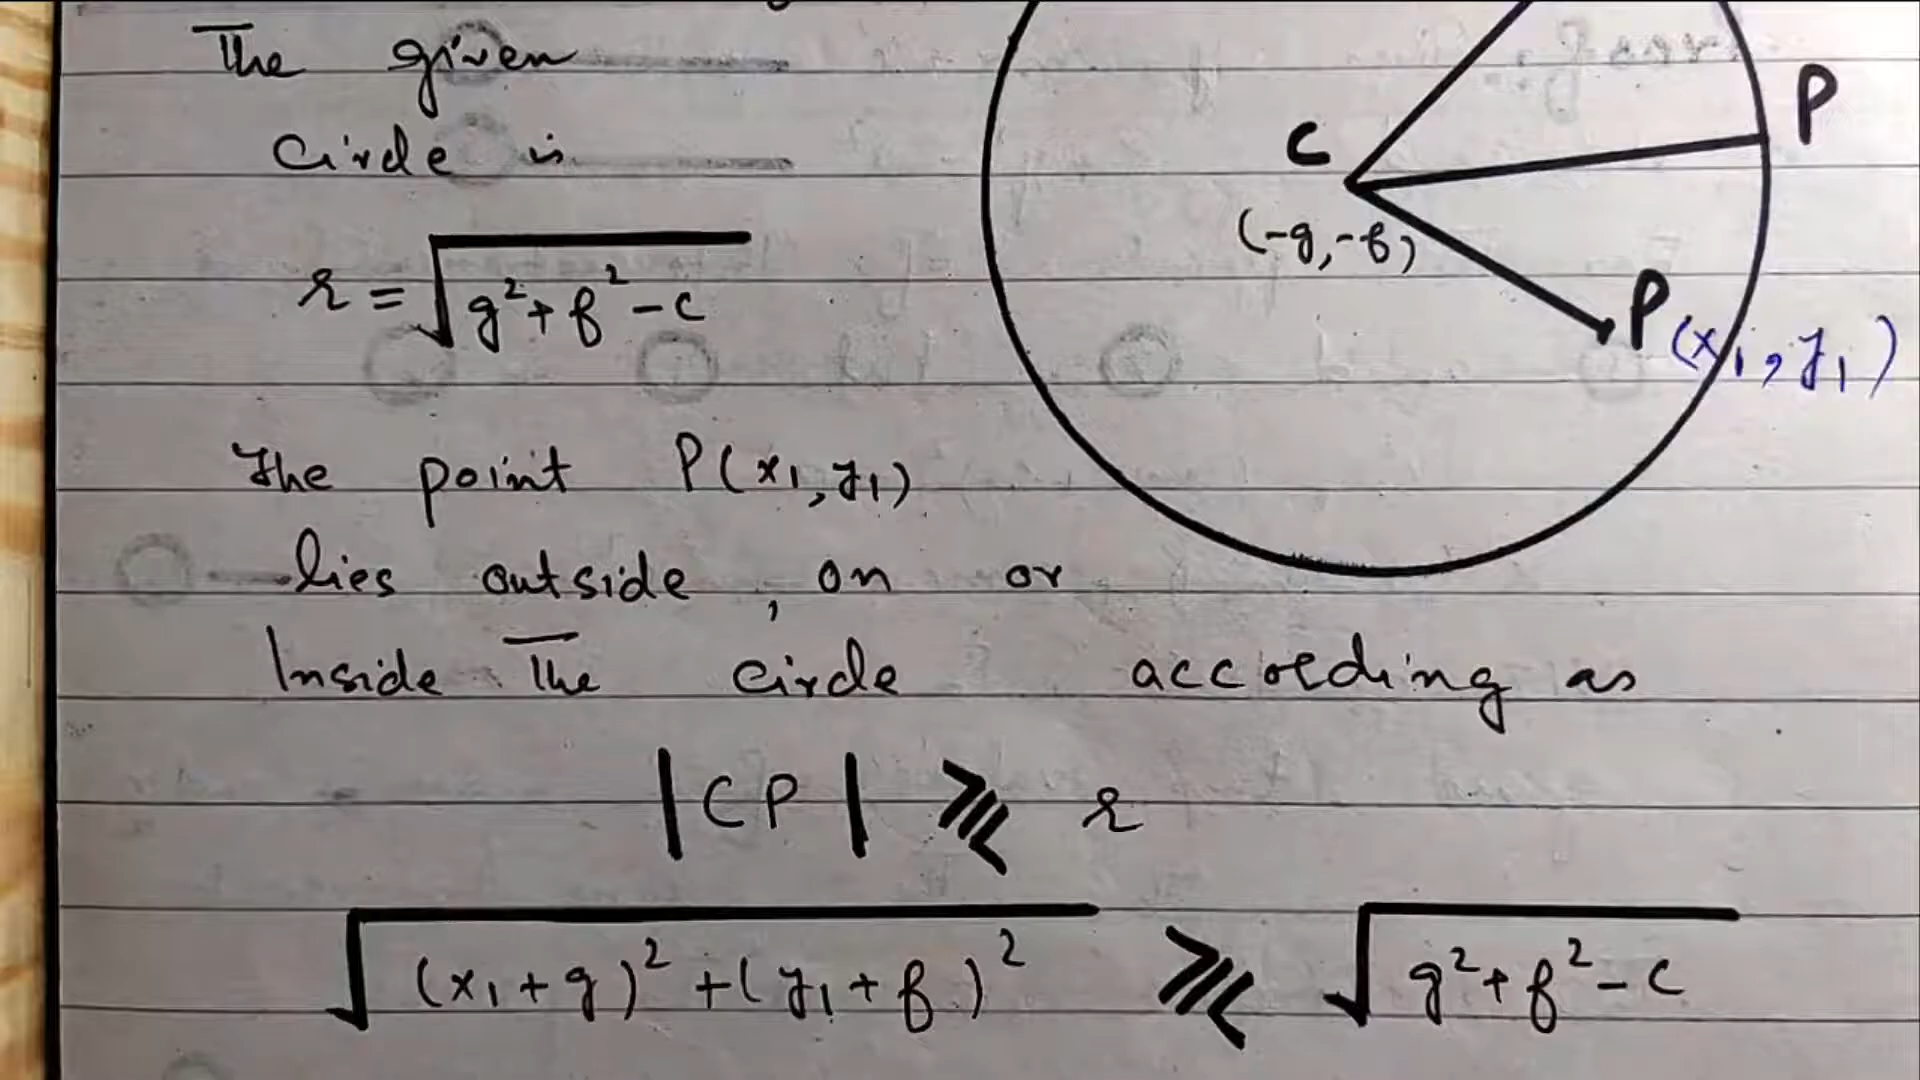 The given
Circle is
r = √g²+f²-c
C
P
(-g,-f)
P(x₁,y₁)
The point P(x₁,y₁)
lies outside, on or
Inside The circle according as
|CP| ⪌ r
√(x₁+g)²+(y₁+f)² ⪌ √g²+f²-c